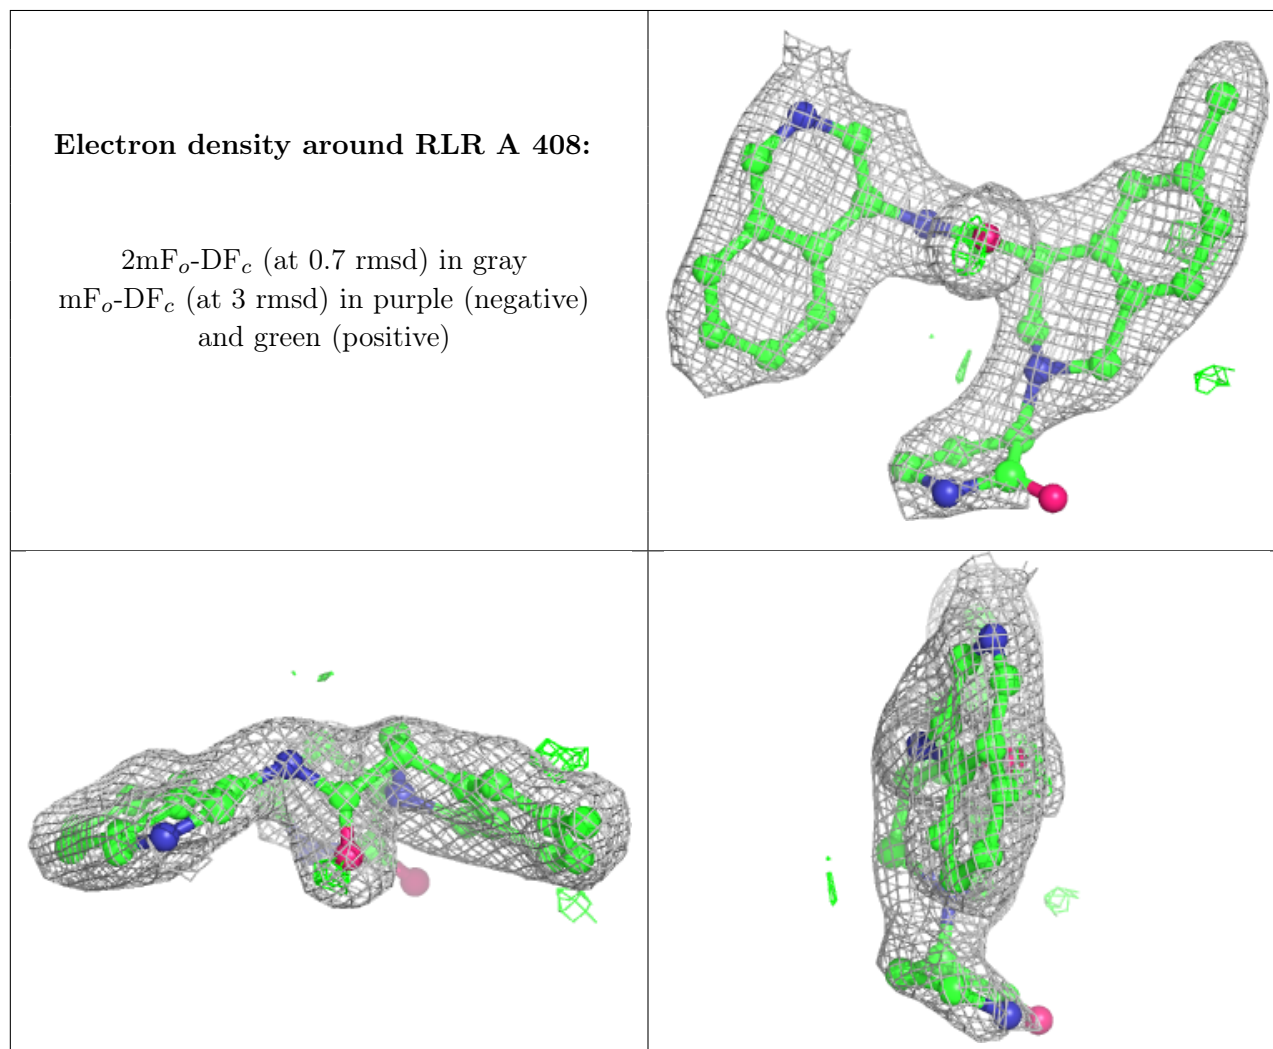 Electron density around RLR A 408:
2mFo-DFc (at 0.7 rmsd) in gray
mFo-DFc (at 3 rmsd) in purple (negative)
and green (positive)